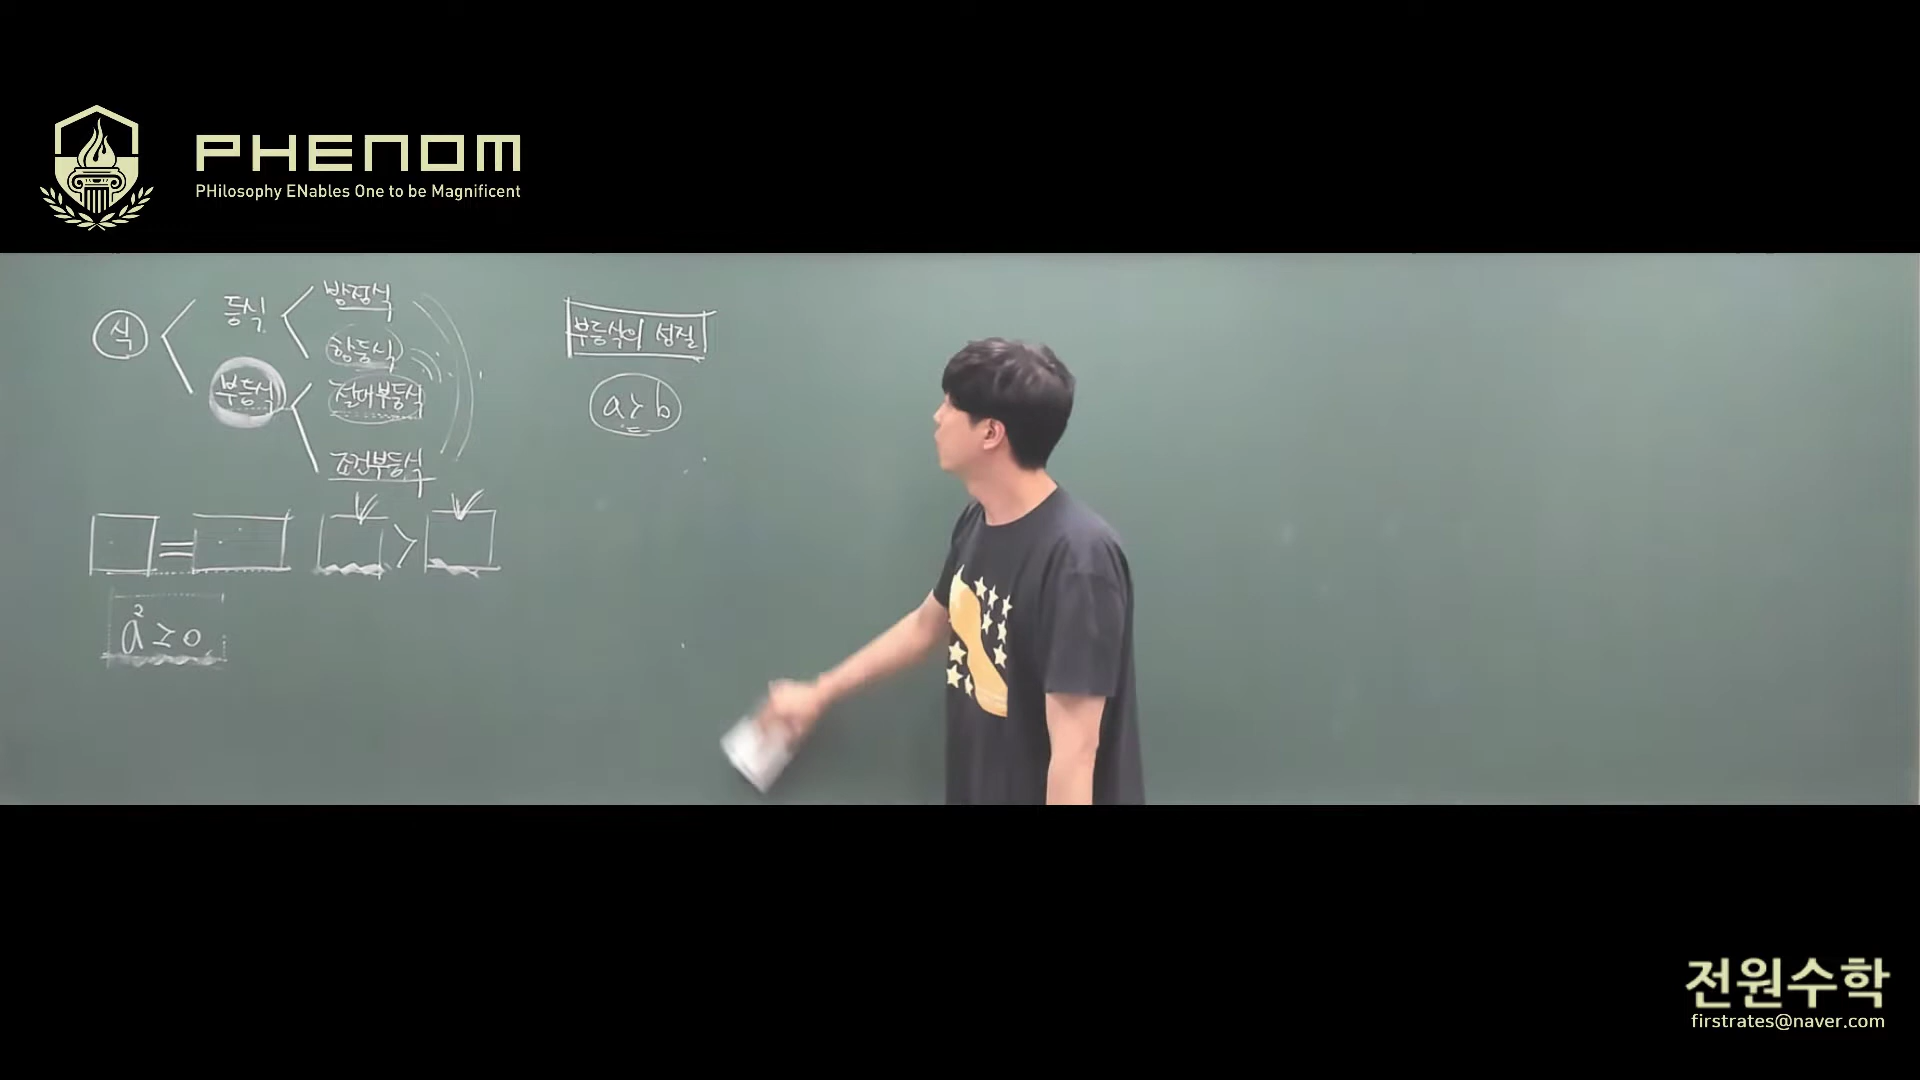 PHENOM
PHilosophy ENables One to be Magnificent
식
등식
방정식
항등식
부등식
절대부등식
조건부등식
□ = □
□ > □
a² ≥ 0
부등식의 성질
a > b
전원수학
firstrates@naver.com